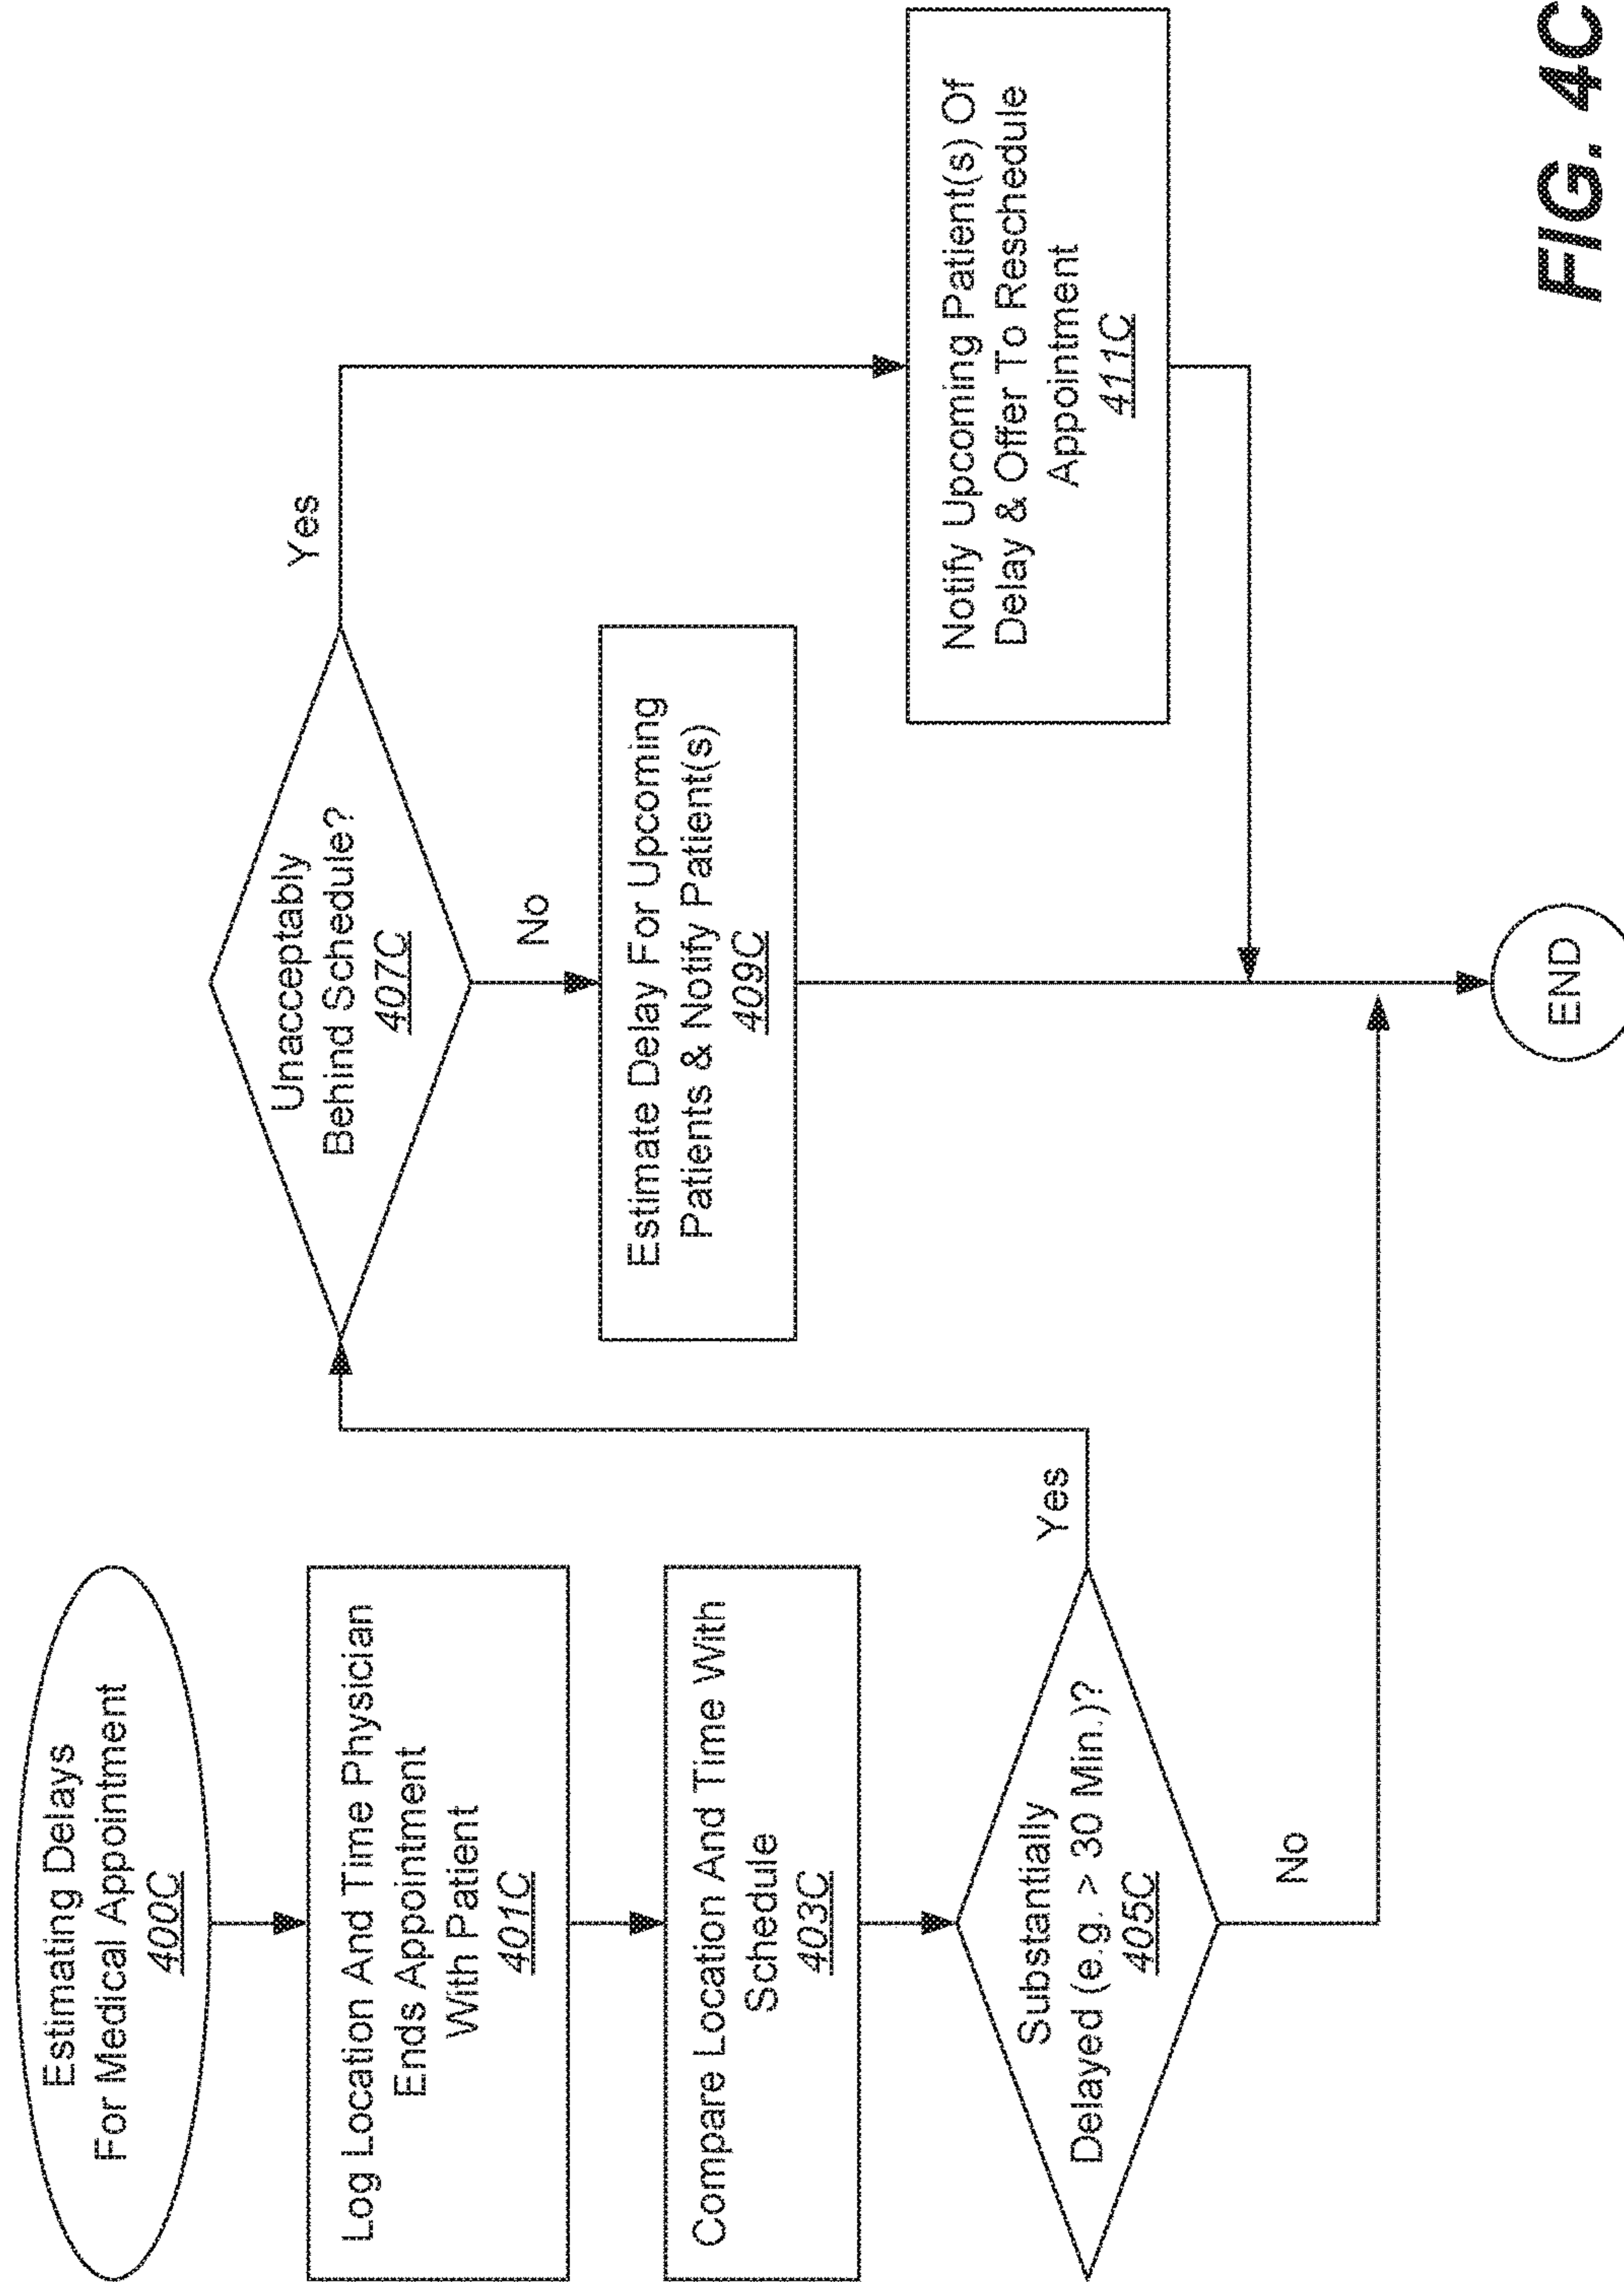 Estimating Delays
For Medical Appointment
400C
Log Location And Time Physician
Ends Appointment
With Patient
401C
Compare Location And Time With
Schedule
403C
Substantially
Delayed (e.g. > 30 Min.)?
405C
Yes
No
Unacceptably
Behind Schedule?
407C
Yes
No
Estimate Delay For Upcoming
Patients & Notify Patient(s)
409C
Notify Upcoming Patient(s) Of
Delay & Offer To Reschedule
Appointment
411C
END
FIG. 4C